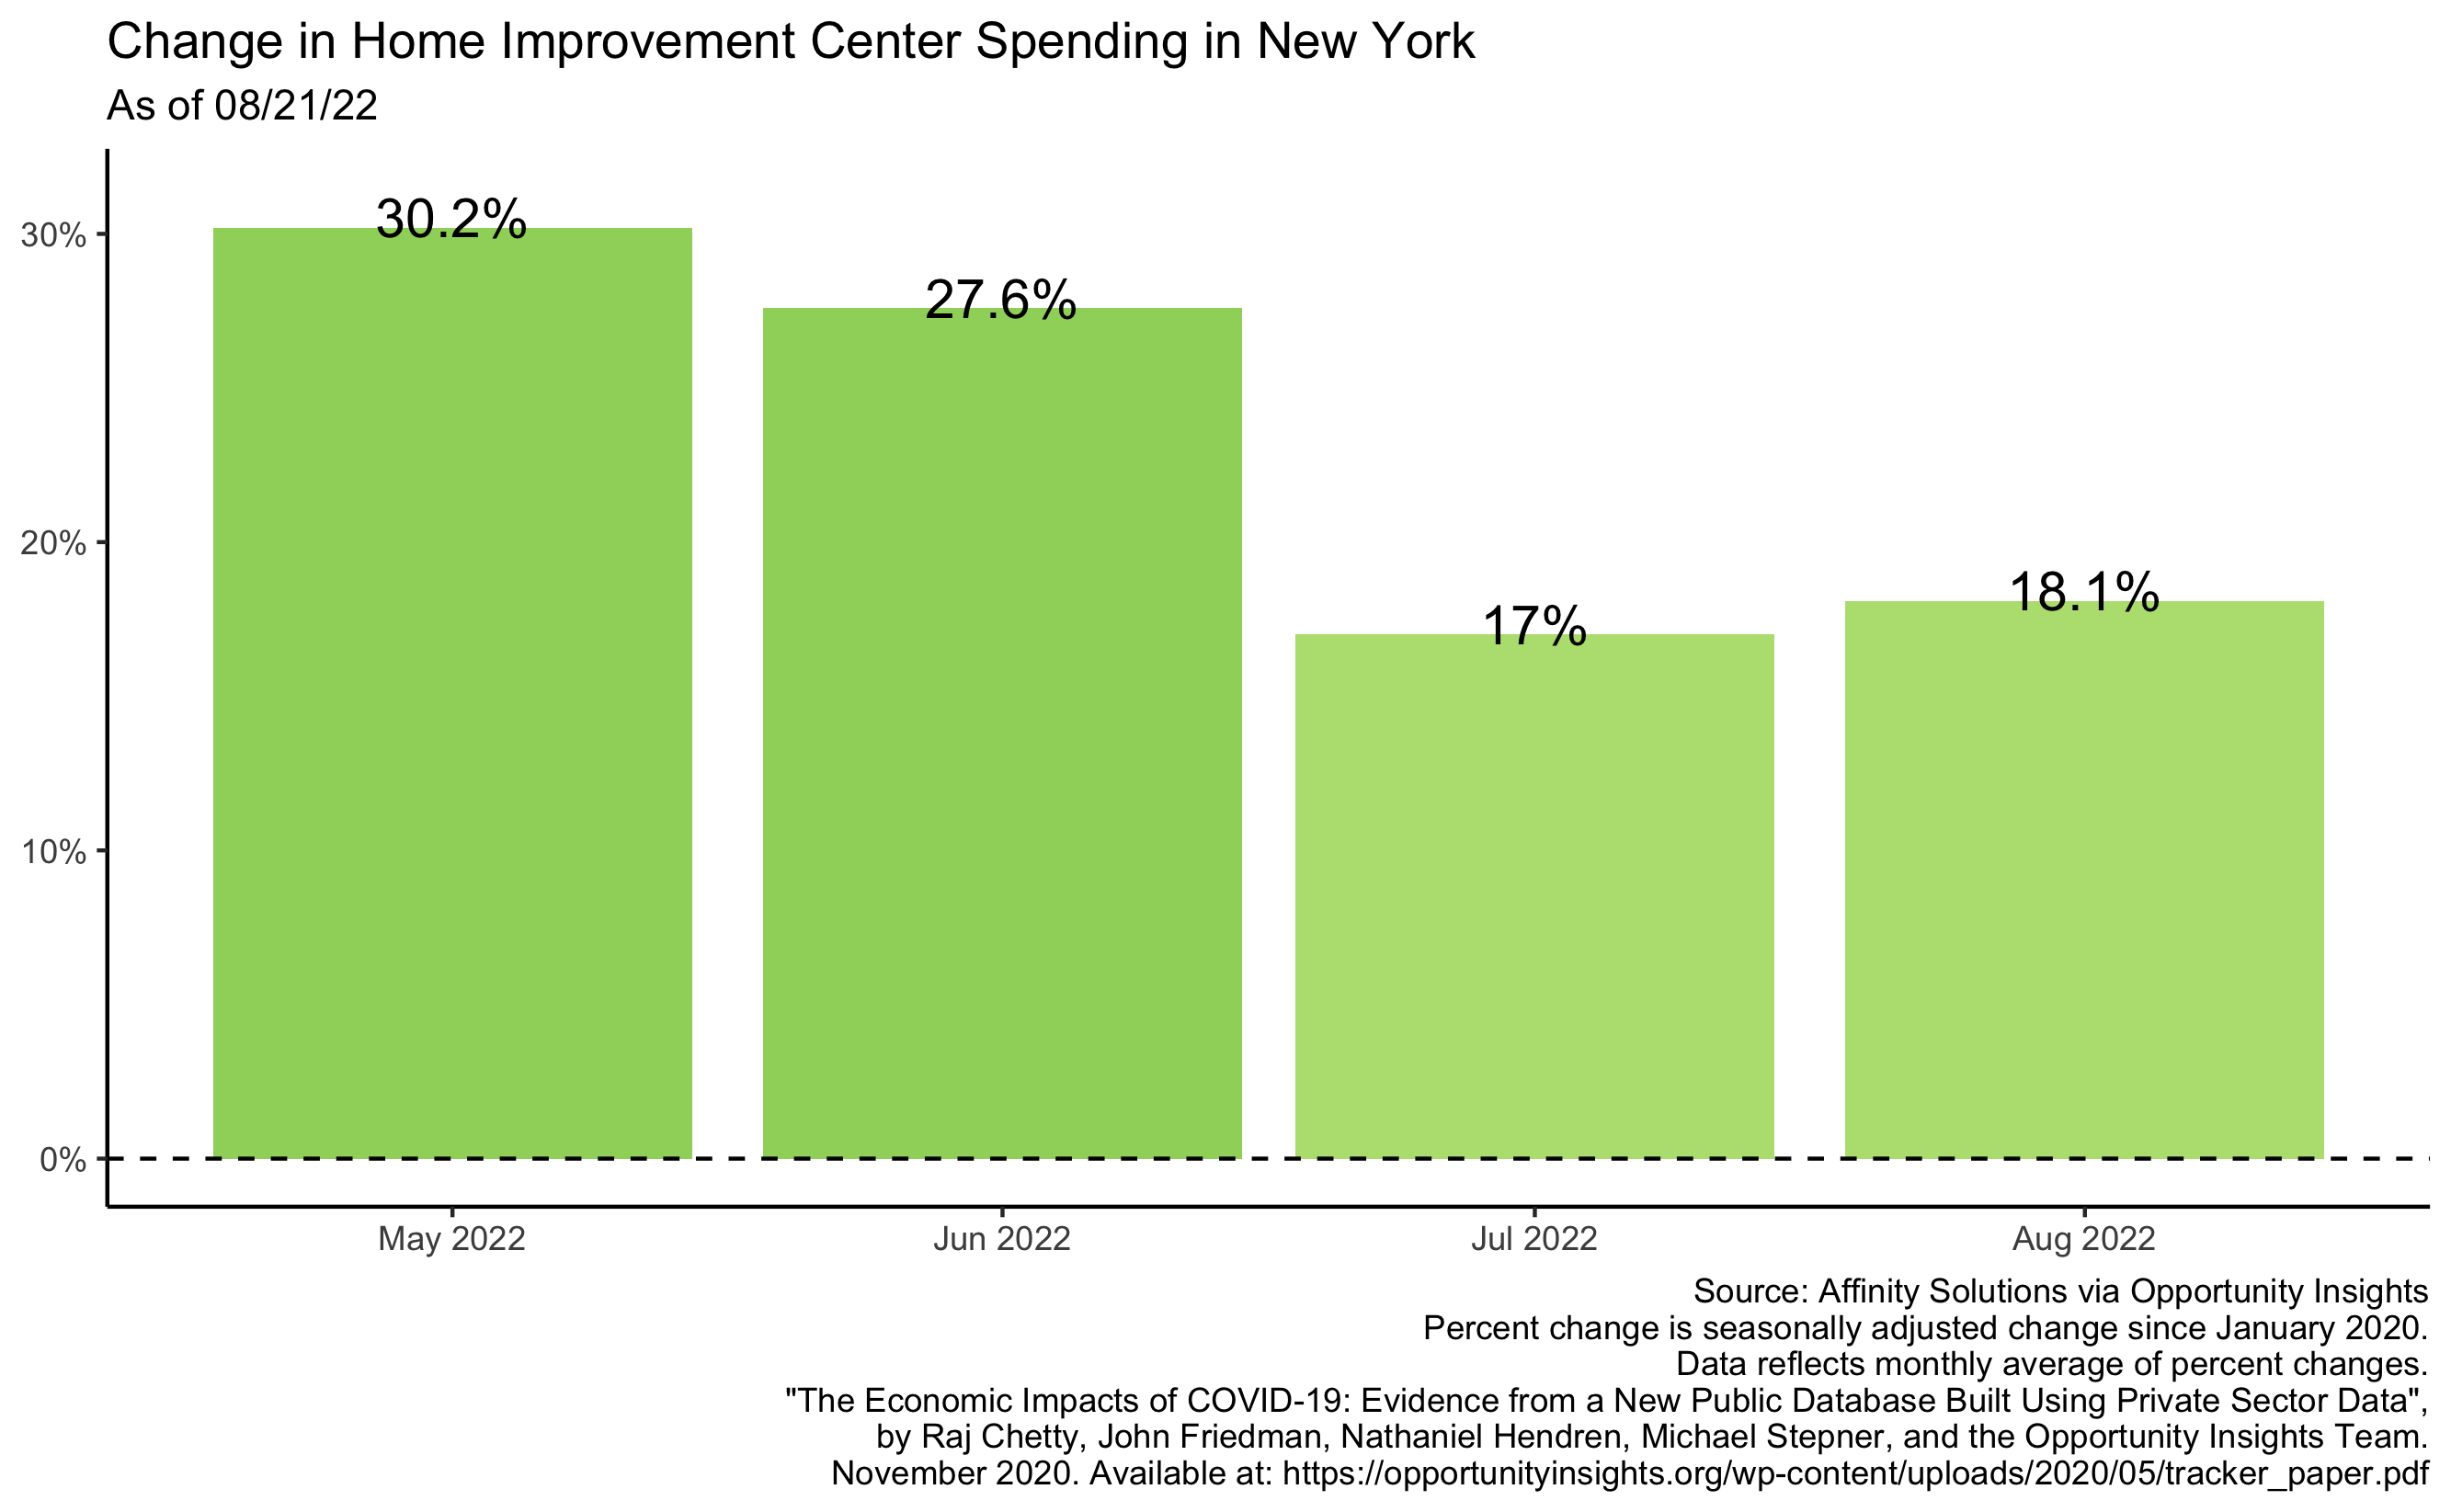 Change in Home Improvement Center Spending in New York
As of 08/21/22
30%
20%
10%
0%
30.2%
27.6%
17%
18.1%
May 2022
Jun 2022
Jul 2022
Aug 2022
Source: Affinity Solutions via Opportunity Insights
Percent change is seasonally adjusted change since January 2020.
Data reflects monthly average of percent changes.
"The Economic Impacts of COVID-19: Evidence from a New Public Database Built Using Private Sector Data",
by Raj Chetty, John Friedman, Nathaniel Hendren, Michael Stepner, and the Opportunity Insights Team.
November 2020. Available at: https://opportunityinsights.org/wp-content/uploads/2020/05/tracker_paper.pdf